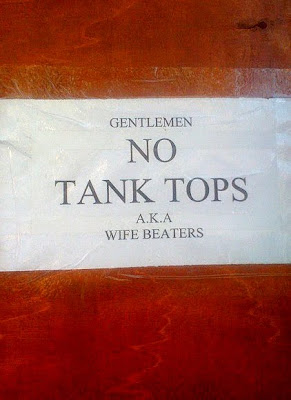 GENTLEMEN
NO
TANK TOPS
A.K.A
WIFE BEATERS